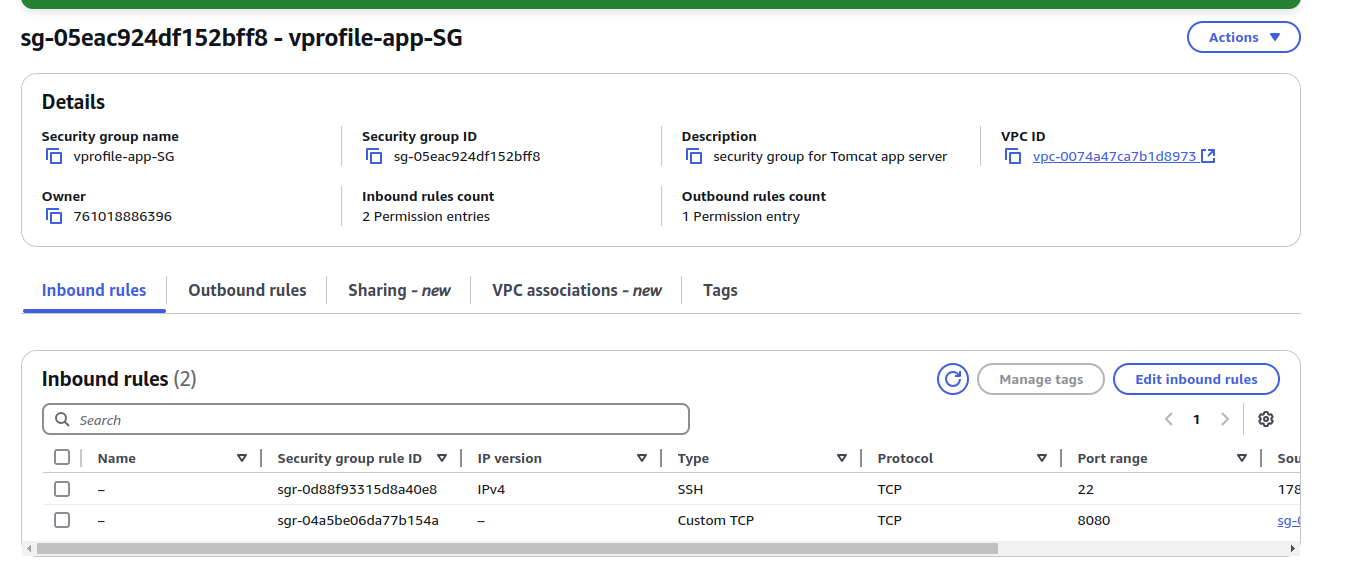 sg-05eac924df152bff8 - vprofile-app-SG
Actions
Details
Security group name
vprofile-app-SG
Security group ID
sg-05eac924df152bff8
Description
security group for Tomcat app server
VPC ID
vpc-0074a47ca7b1d8973
Owner
761018886396
Inbound rules count
2 Permission entries
Outbound rules count
1 Permission entry
Inbound rules
Outbound rules
Sharing - new
VPC associations - new
Tags
Inbound rules (2)
Manage tags
Edit inbound rules
Search
1
Name Security group rule ID IP version Type Protocol Port range
– sgr-0d88f93315d8a40e8 IPv4 SSH TCP 22 178
– sgr-04a5be06da77b154a – Custom TCP TCP 8080